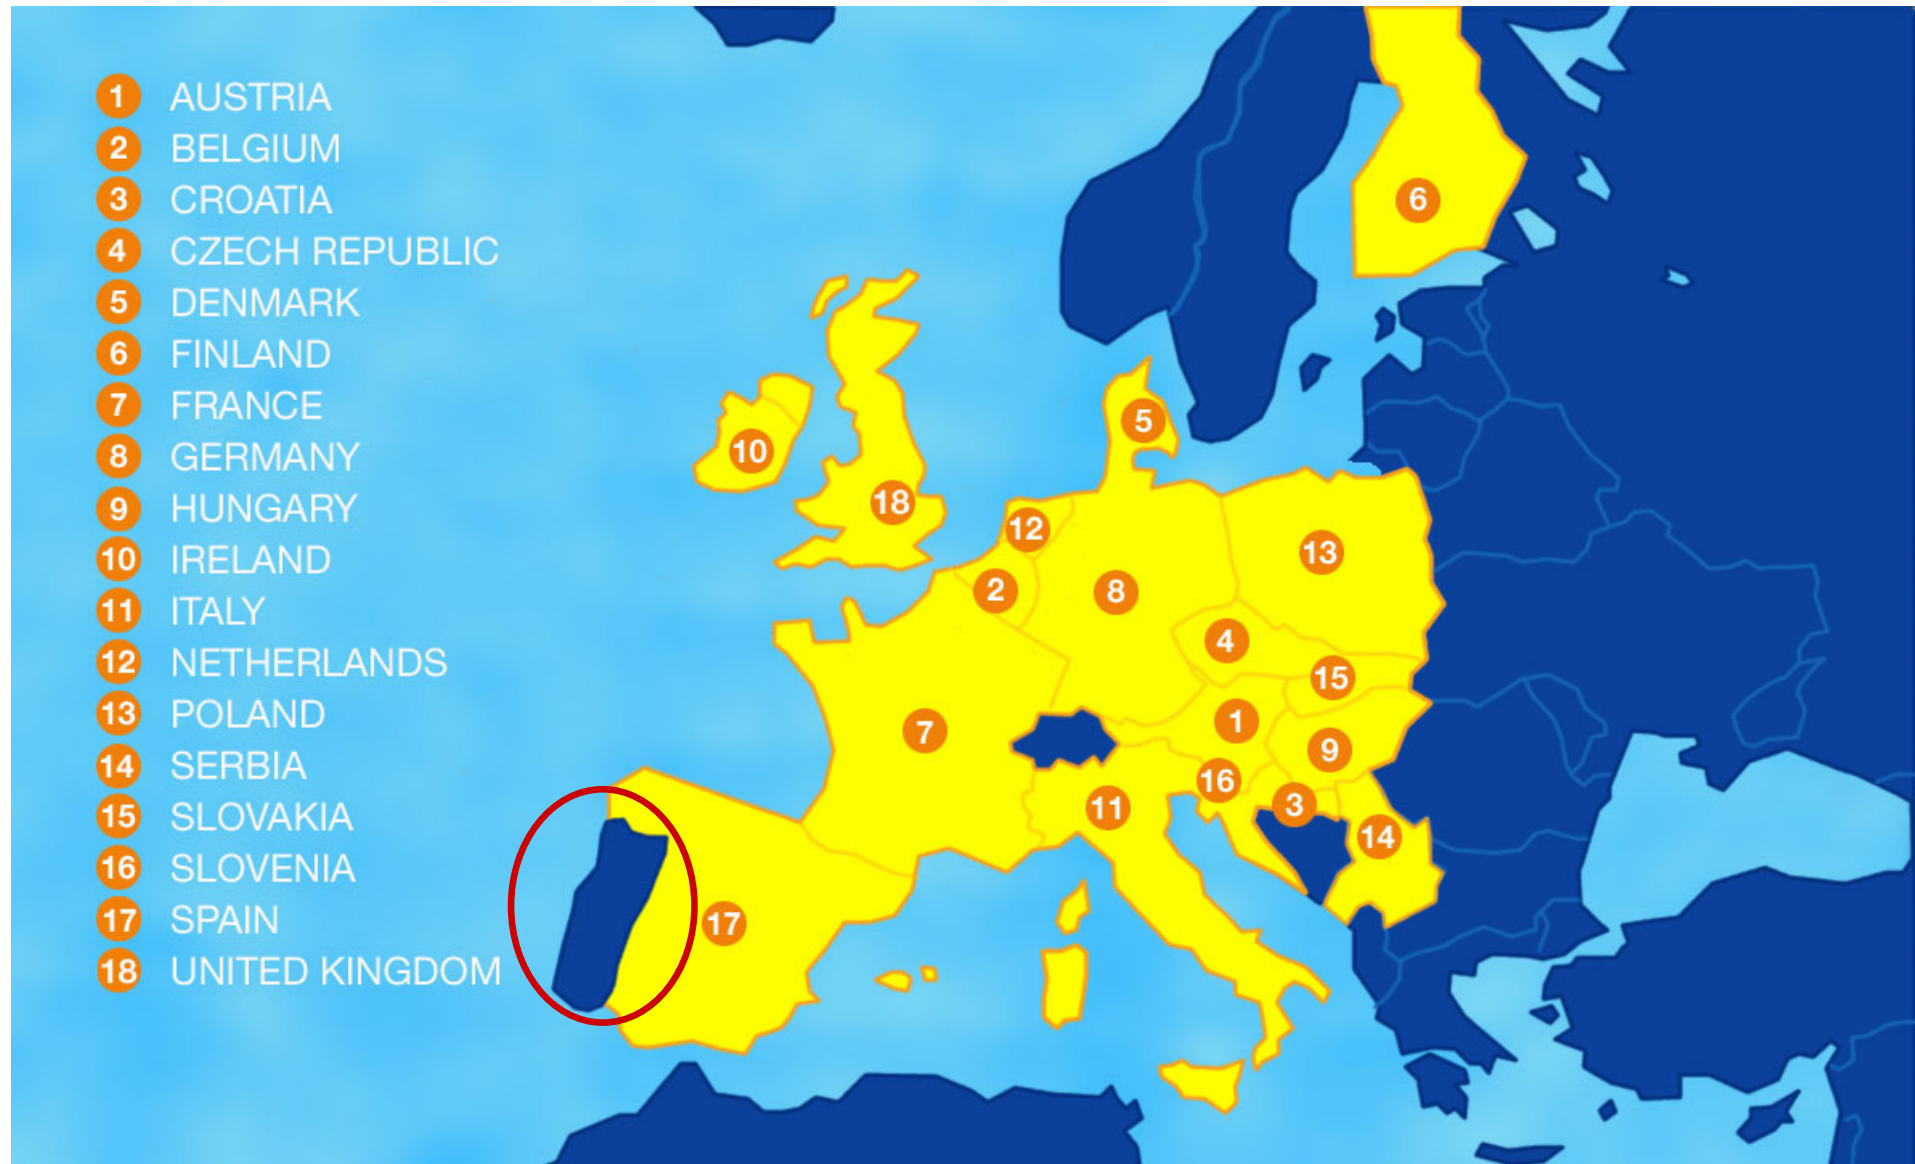 1 AUSTRIA
2 BELGIUM
3 CROATIA
4 CZECH REPUBLIC
5 DENMARK
6 FINLAND
7 FRANCE
8 GERMANY
9 HUNGARY
10 IRELAND
11 ITALY
12 NETHERLANDS
13 POLAND
14 SERBIA
15 SLOVAKIA
16 SLOVENIA
17 SPAIN
18 UNITED KINGDOM
6
5
10
18
12
13
2
8
4
15
1
7
9
16
3
11
14
17